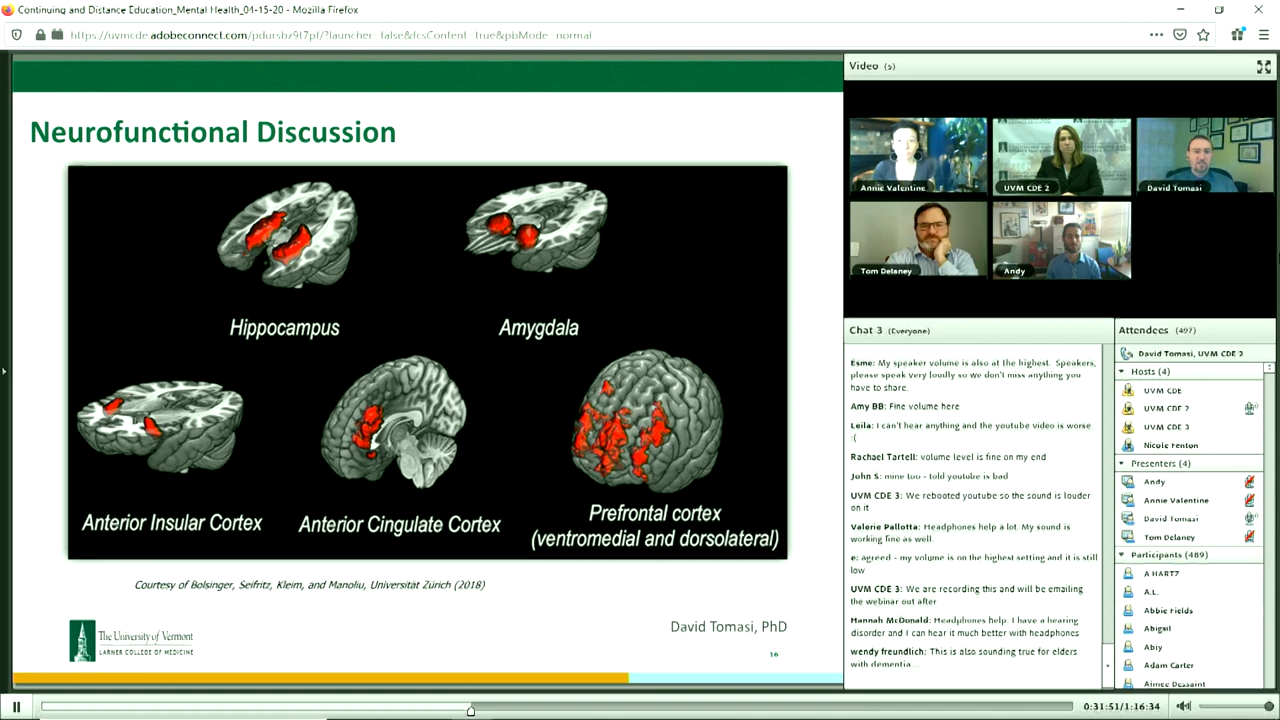 Continuing and Distance Education_Mental Health_04-15-20 - Mozilla Firefox
Neurofunctional Discussion
Hippocampus
Amygdala
Anterior Insular Cortex
Anterior Cingulate Cortex
Prefrontal cortex
(ventromedial and dorsolateral)
Courtesy of Bolsinger, Seifritz, Kleim, and Manoliu, Universität Zürich (2018)
The University of Vermont
LARNER COLLEGE OF MEDICINE
David Tomasi, PhD
16
Video (5)
Annie Valentine
UVM CDE 2
David Tomasi
Tom Delaney
Andy
Chat 3 (Everyone)
Esme: My speaker volume is also at the highest. Speakers,
please speak very loudly so we don't miss anything you
have to share.
Amy BB: Fine volume here
Leila: I can't hear anything and the youtube video is worse.
:(
Rachael Tartell: volume level is fine on my end
John S: mine too - told youtube is bad
UVM CDE 3: We rebooted youtube so the sound is louder
on it
Valerie Pallotta: Headphones help a lot. My sound is
working fine as well.
e: agreed - my volume is on the highest setting and it is still
low
UVM CDE 3: We are recording this and will be emailing
the webinar out after
Hannah McDonald: Headphones help. I have a hearing
disorder and I can hear it much better with headphones
wendy freundlich: This is also sounding true for elders
with dementia...
Attendees (497)
David Tomasi, UVM CDE 2
Hosts (4)
UVM CDE
UVM CDE 2
UVM CDE 3
Nicole Fenton
Presenters (4)
Andy
Annie Valentine
David Tomasi
Tom Delaney
Participants (489)
A HARTZ
A.L.
Abbie Fields
Abigail
Abiy
Adam Carter
Aimee Dessaint
0:31:51/1:16:34